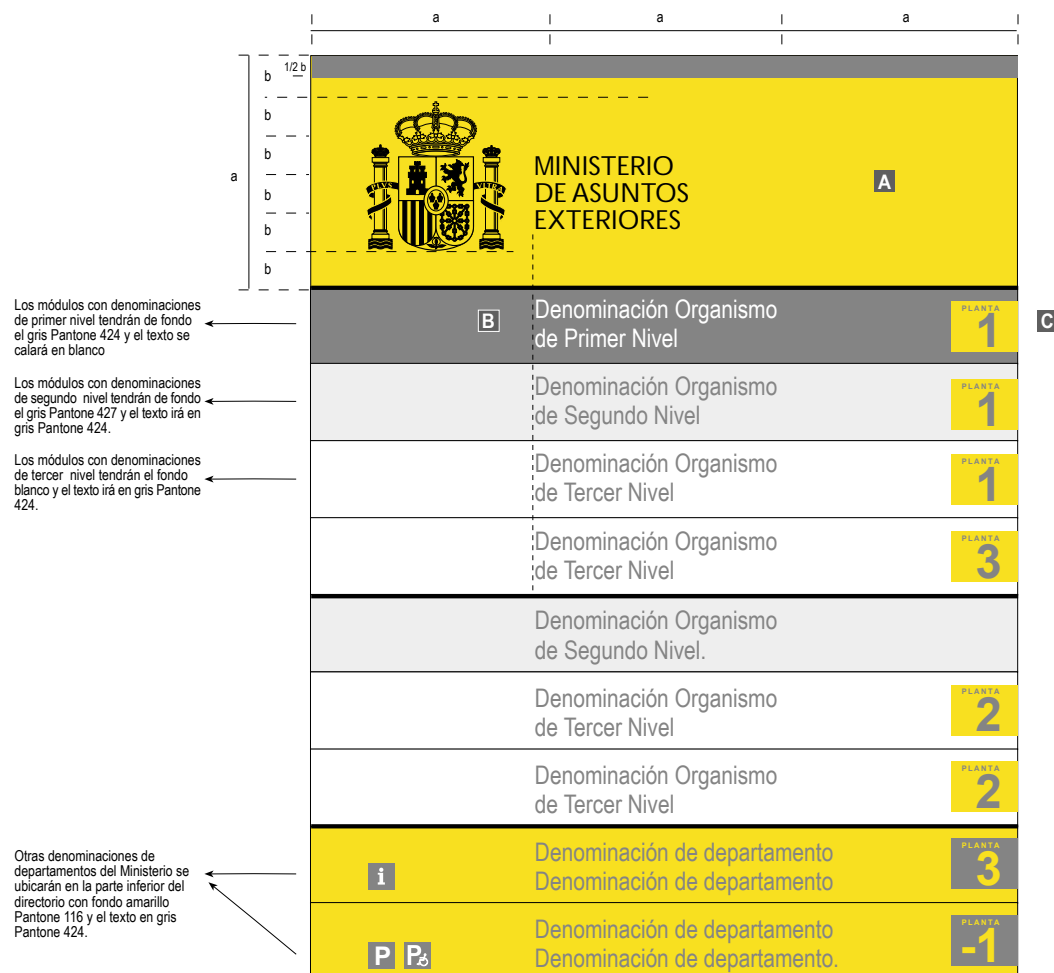 a a a
1/2 b
b
b
b
a
b
b
b
PLVS VLTRA
MINISTERIO
DE ASUNTOS
EXTERIORES
A
Los módulos con denominaciones
de primer nivel tendrán de fondo
el gris Pantone 424 y el texto se
calará en blanco
B
Denominación Organismo
de Primer Nivel
PLANTA
1
C
Los módulos con denominaciones
de segundo nivel tendrán de fondo
el gris Pantone 427 y el texto irá en
gris Pantone 424.
Denominación Organismo
de Segundo Nivel
PLANTA
1
Los módulos con denominaciones
de tercer nivel tendrán el fondo
blanco y el texto irá en gris Pantone
424.
Denominación Organismo
de Tercer Nivel
PLANTA
1
Denominación Organismo
de Tercer Nivel
PLANTA
3
Denominación Organismo
de Segundo Nivel.
Denominación Organismo
de Tercer Nivel
PLANTA
2
Denominación Organismo
de Tercer Nivel
PLANTA
2
Otras denominaciones de
departamentos del Ministerio se
ubicarán en la parte inferior del
directorio con fondo amarillo
Pantone 116 y el texto en gris
Pantone 424.
i
Denominación de departamento
Denominación de departamento
PLANTA
3
P P
Denominación de departamento
Denominación de departamento.
PLANTA
-1